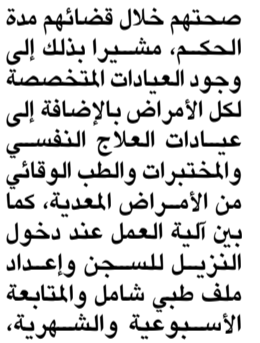 صحتهم خلال قضائهم مدة
الحكم، مشيرا بذلك إلى
وجود العيادات المتخصصة
لكل الأمراض بالإضافة إلى
عيادات العلاج النفسي
والمختبرات والطب الوقائي
من الأمراض المعدية، كما
بين آلية العمل عند دخول
النزيل للسجن وإعداد
ملف طبي شامل والمتابعة
الأسبوعية والشهرية،